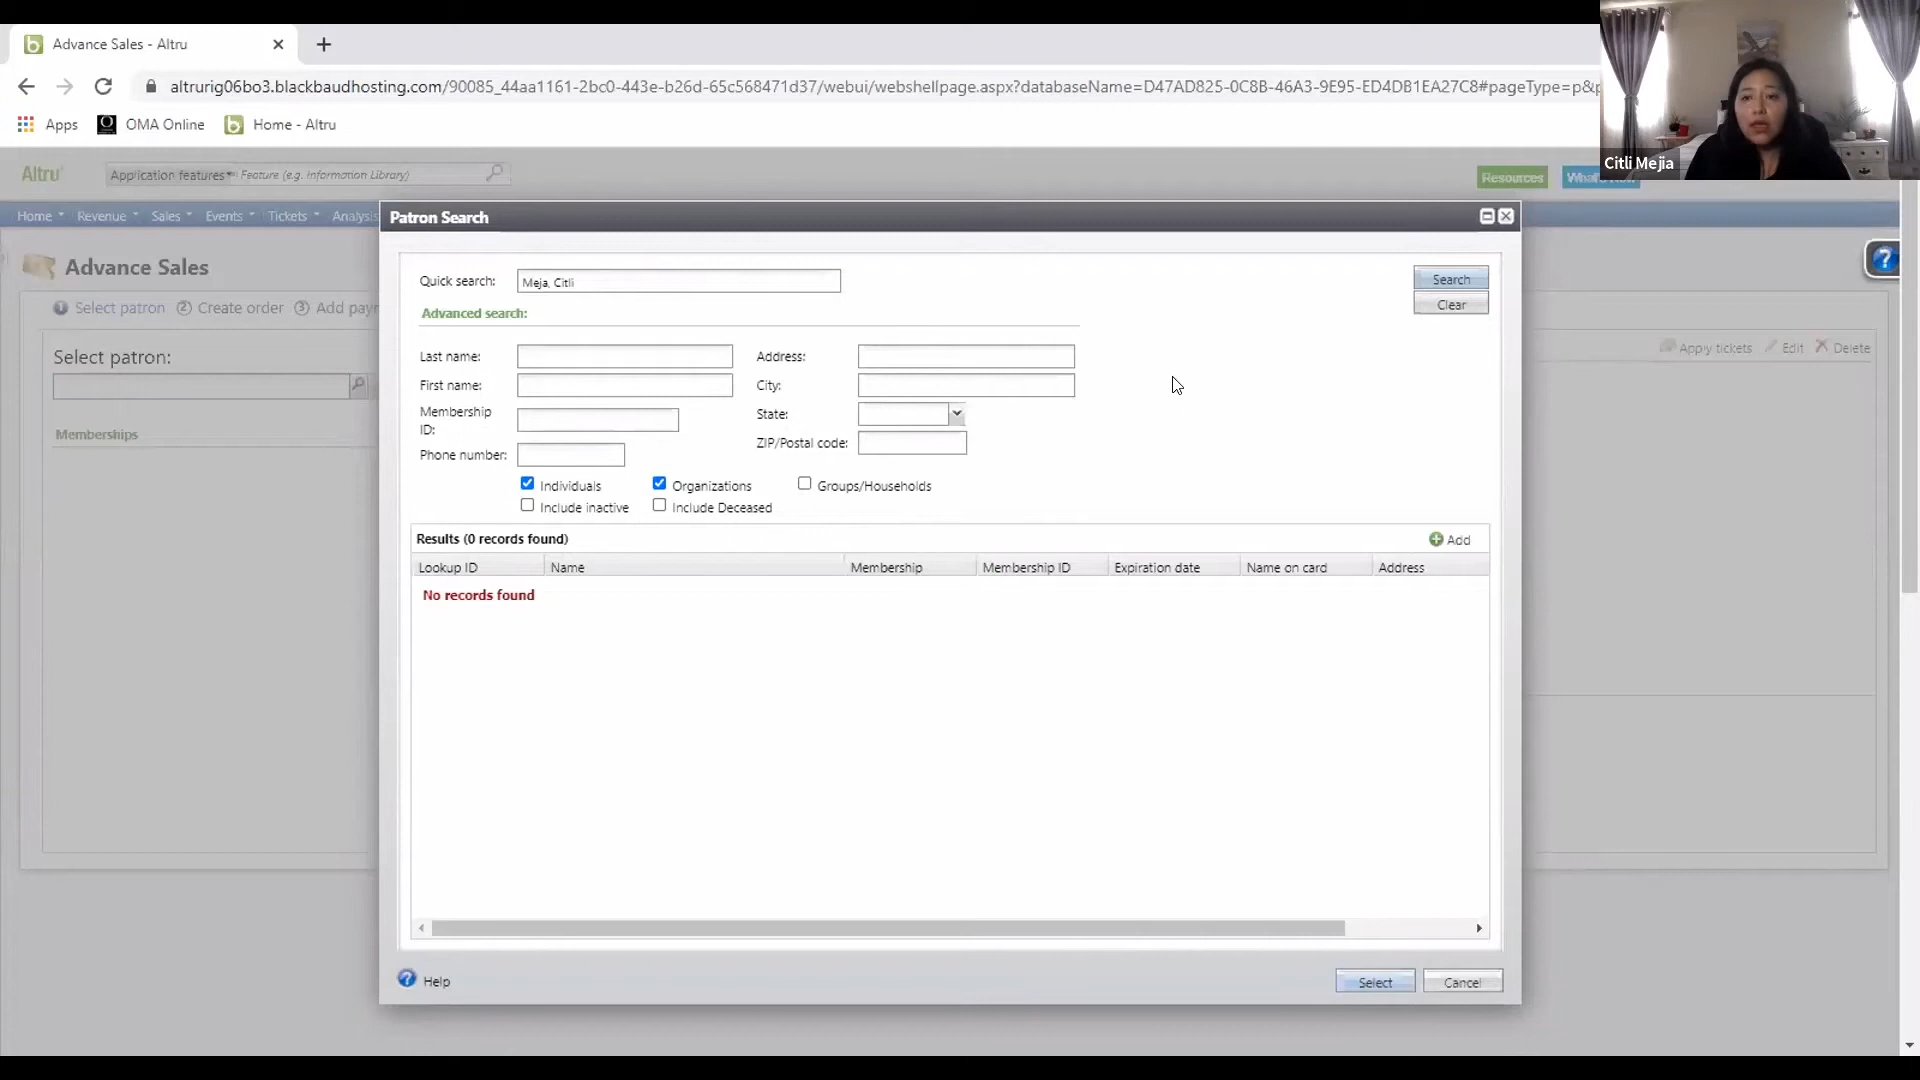 Advance Sales - Altru
altrurig06bo3.blackbaudhosting.com/90085_44aa1161-2bc0-443e-b26d-65c568471d37/webui/webshellpage.aspx?databaseName=D47AD825-0C8B-46A3-9E95-ED4DB1EA27C8#pageType=p&
Apps OMA Online Home - Altru
Citli Mejia
Altru Application features Feature (e.g. Information Library) Resources What's
Home Revenue Sales Events Tickets Analysis
Patron Search
Advance Sales
1 Select patron 2 Create order 3 Add paym
Select patron:
Memberships
Apply tickets Edit Delete
Quick search: Meja, Citli Search
Clear
Advanced search:
Last name: Address:
First name: City:
Membership ID: State:
ZIP/Postal code:
Phone number:
Individuals Organizations Groups/Households
Include inactive Include Deceased
Results (0 records found) Add
Lookup ID Name Membership Membership ID Expiration date Name on card Address
No records found
Help Select Cancel